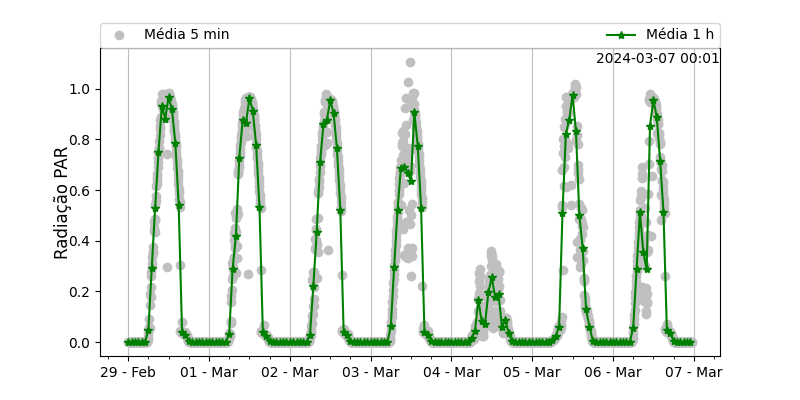 Média 5 min
Média 1 h
2024-03-07 00:01
Radiação PAR
1.0
0.8
0.6
0.4
0.2
0.0
29 - Feb
01 - Mar
02 - Mar
03 - Mar
04 - Mar
05 - Mar
06 - Mar
07 - Mar